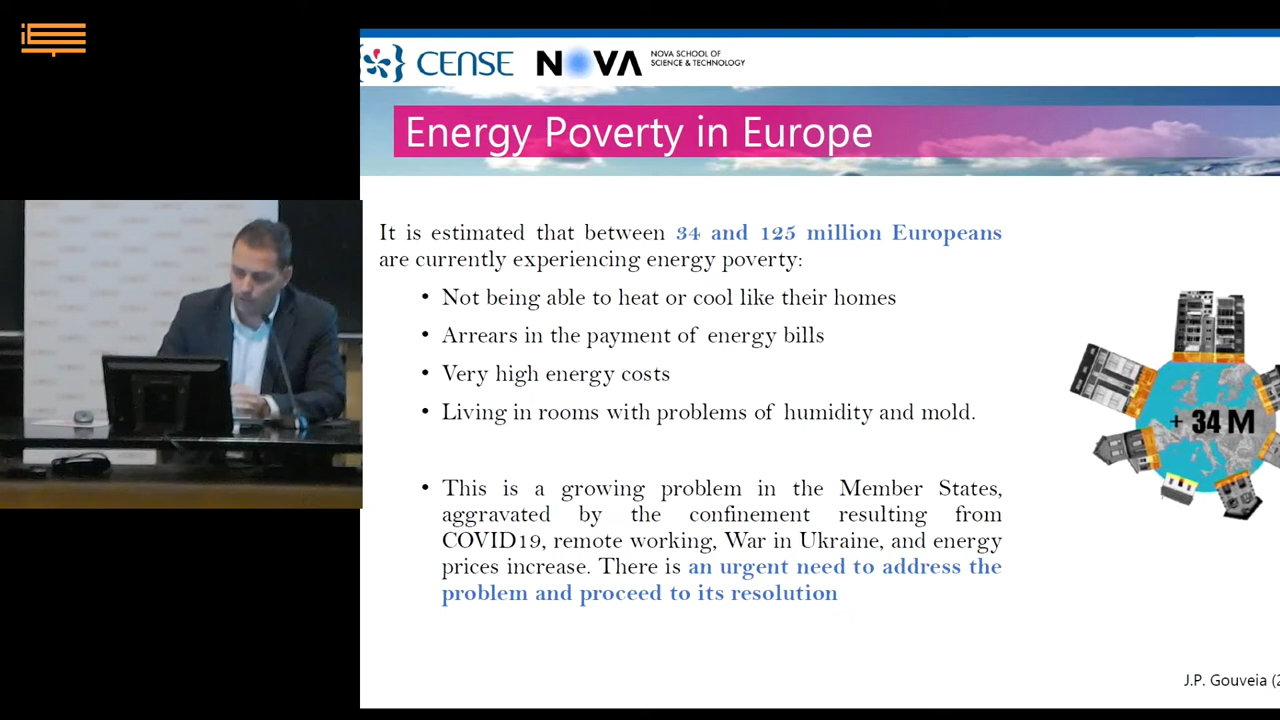 CENSE NOVA NOVA SCHOOL OF
SCIENCE & TECHNOLOGY
Energy Poverty in Europe
It is estimated that between 34 and 125 million Europeans
are currently experiencing energy poverty:
• Not being able to heat or cool like their homes
• Arrears in the payment of energy bills
• Very high energy costs
• Living in rooms with problems of humidity and mold.
+ 34 M
• This is a growing problem in the Member States,
aggravated by the confinement resulting from
COVID19, remote working, War in Ukraine, and energy
prices increase. There is an urgent need to address the
problem and proceed to its resolution
J.P. Gouveia (2